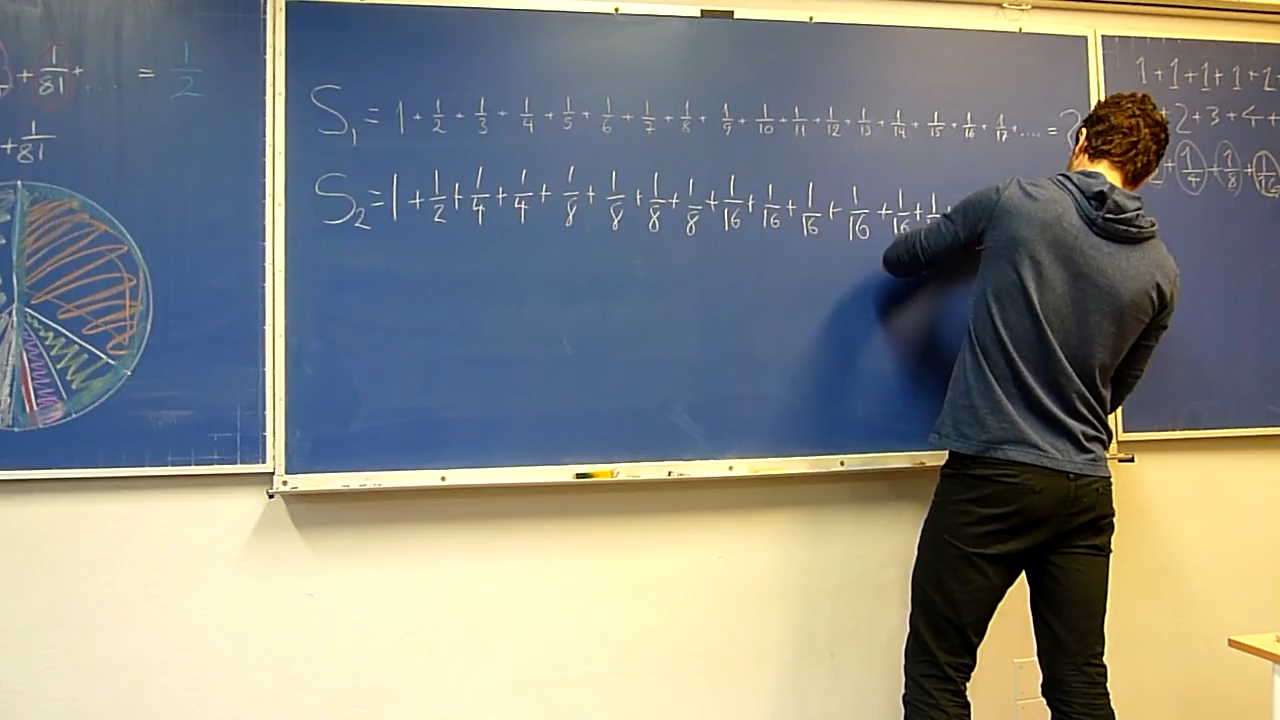 + 1/81 + ... = 1/2
+ 1/81
S₁ = 1 + 1/2 + 1/3 + 1/4 + 1/5 + 1/6 + 1/7 + 1/8 + 1/9 + 1/10 + 1/11 + 1/12 + 1/13 + 1/14 + 1/15 + 1/16 + 1/17 + .... = ?
S₂ = 1 + 1/2 + 1/4 + 1/4 + 1/8 + 1/8 + 1/8 + 1/8 + 1/16 + 1/16 + 1/16 + 1/16 + 1/16 +
1 + 1 + 1 + 1 + 1
2 + 3 + 4 +
+ 1/4 + 1/8 + 1/16